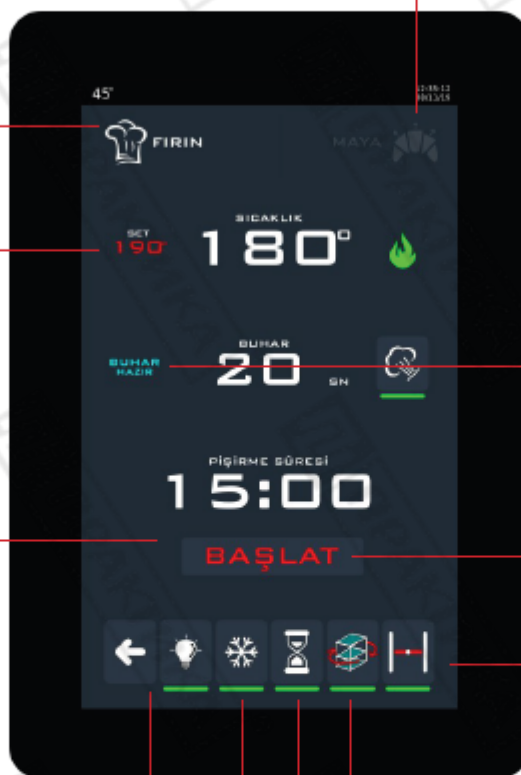 45°
FIRIN
MAYA
SICAKLIK
SET
190°
180°
BUHAR
BUHAR
HAZIR
20 SN
PİŞİRME SÜRESİ
15:00
BAŞLAT